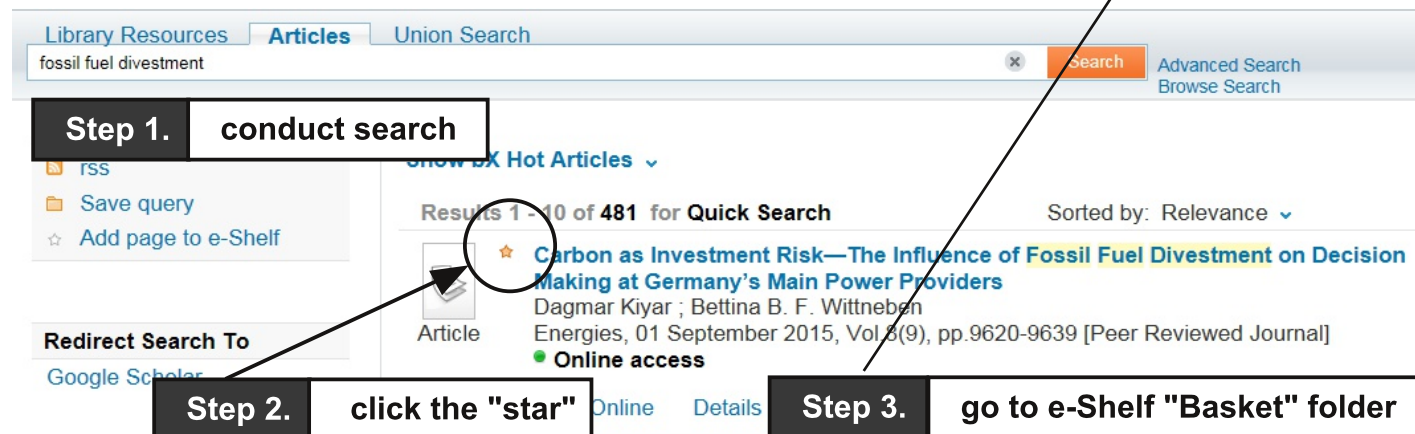 Library Resources Articles Union Search
fossil fuel divestment
Search
Advanced Search
Browse Search
Step 1. conduct search
rss
Save query
Add page to e-Shelf
Redirect Search To
Google Scholar
Show bX Hot Articles
Results 1 - 10 of 481 for Quick Search Sorted by: Relevance
Carbon as Investment Risk—The Influence of Fossil Fuel Divestment on Decision
Making at Germany’s Main Power Providers
Dagmar Kiyar ; Bettina B. F. Wittneben
Energies, 01 September 2015, Vol.8(9), pp.9620-9639 [Peer Reviewed Journal]
Article
Online access
Online Details
Step 2. click the "star"
Step 3. go to e-Shelf "Basket" folder